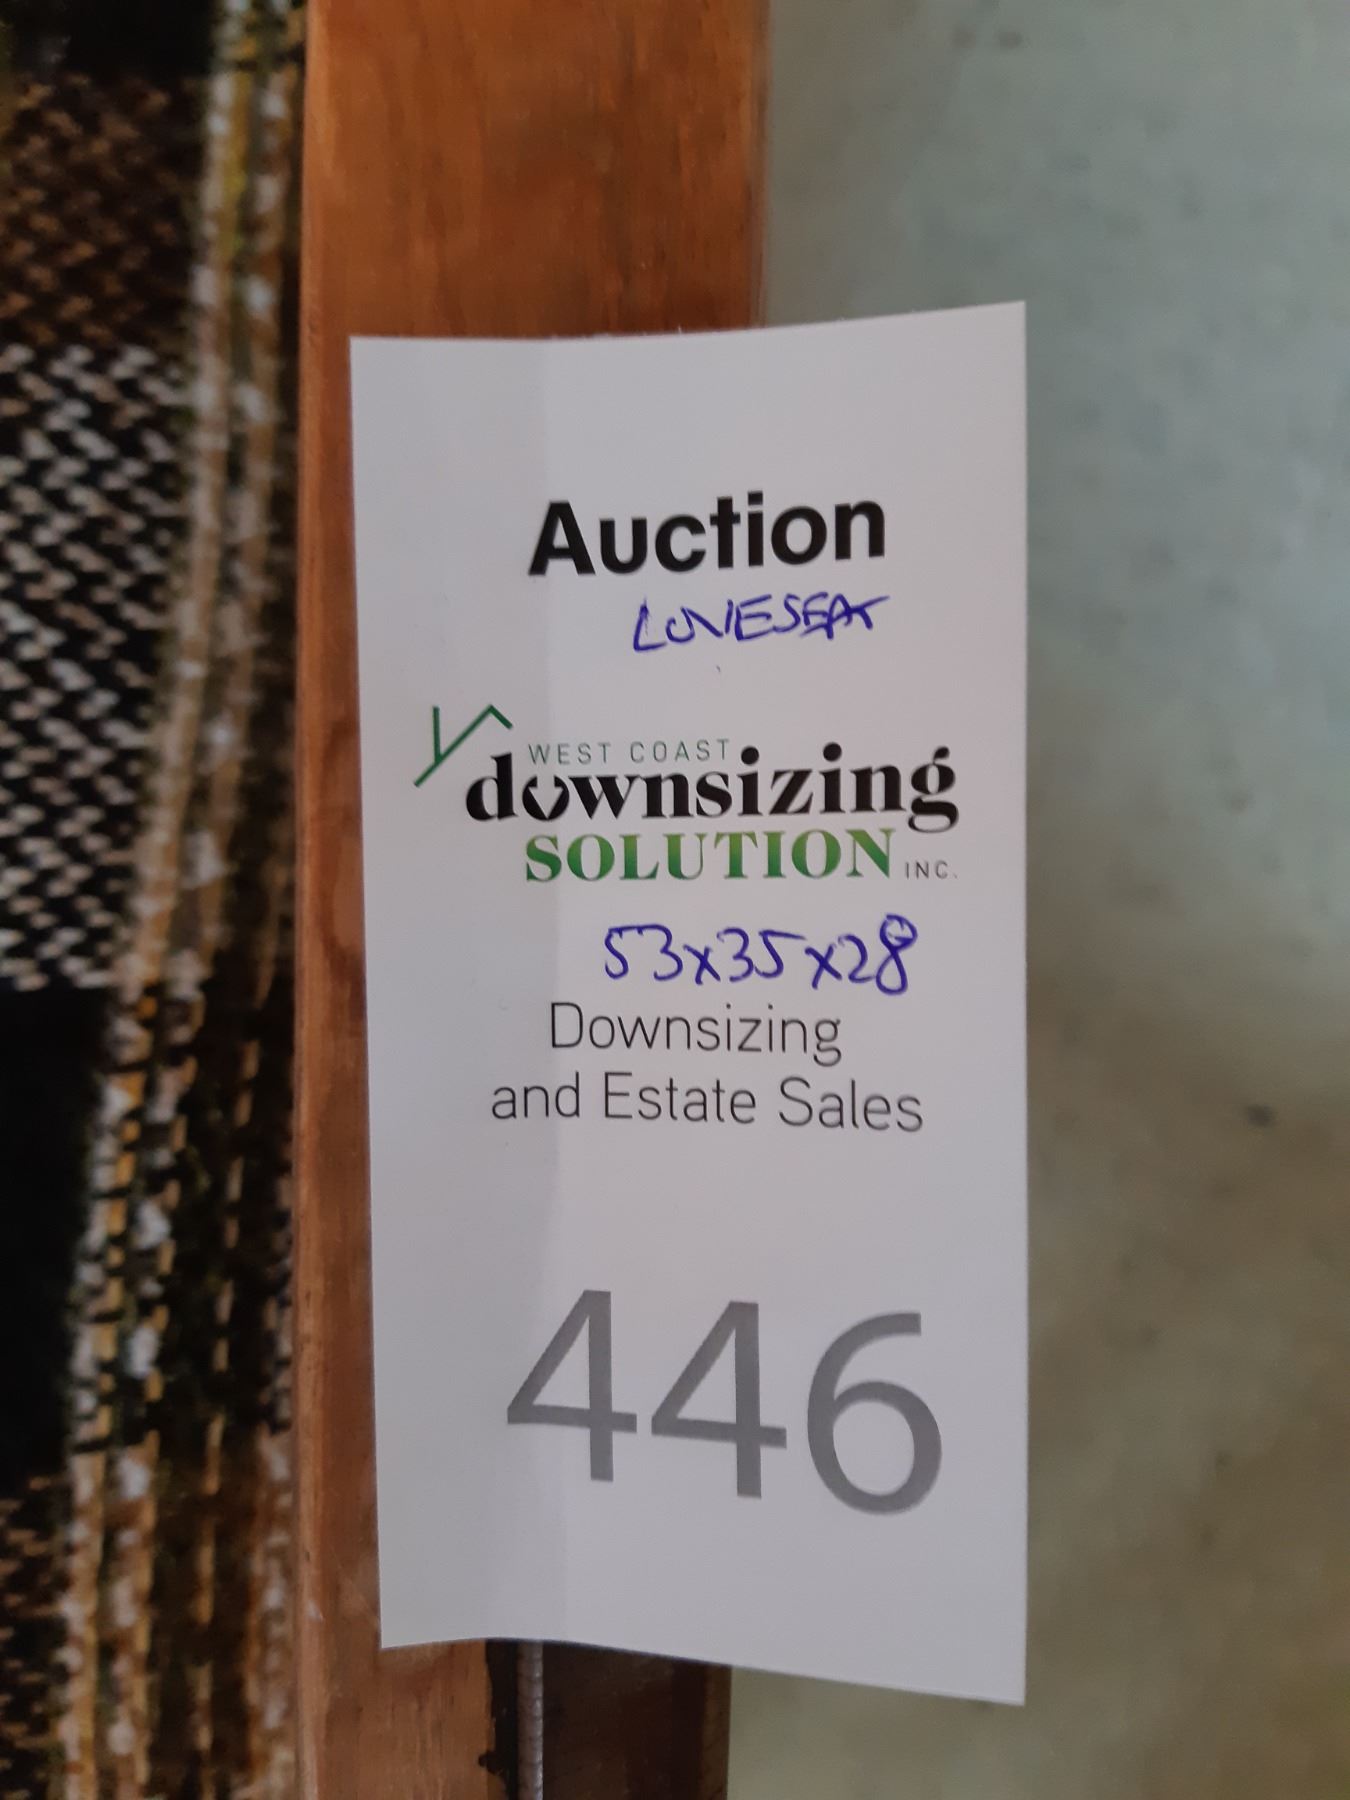 Auction
LOVESEAT
WEST COAST
downsizing
SOLUTION INC.
53x35x28
Downsizing
and Estate Sales
446